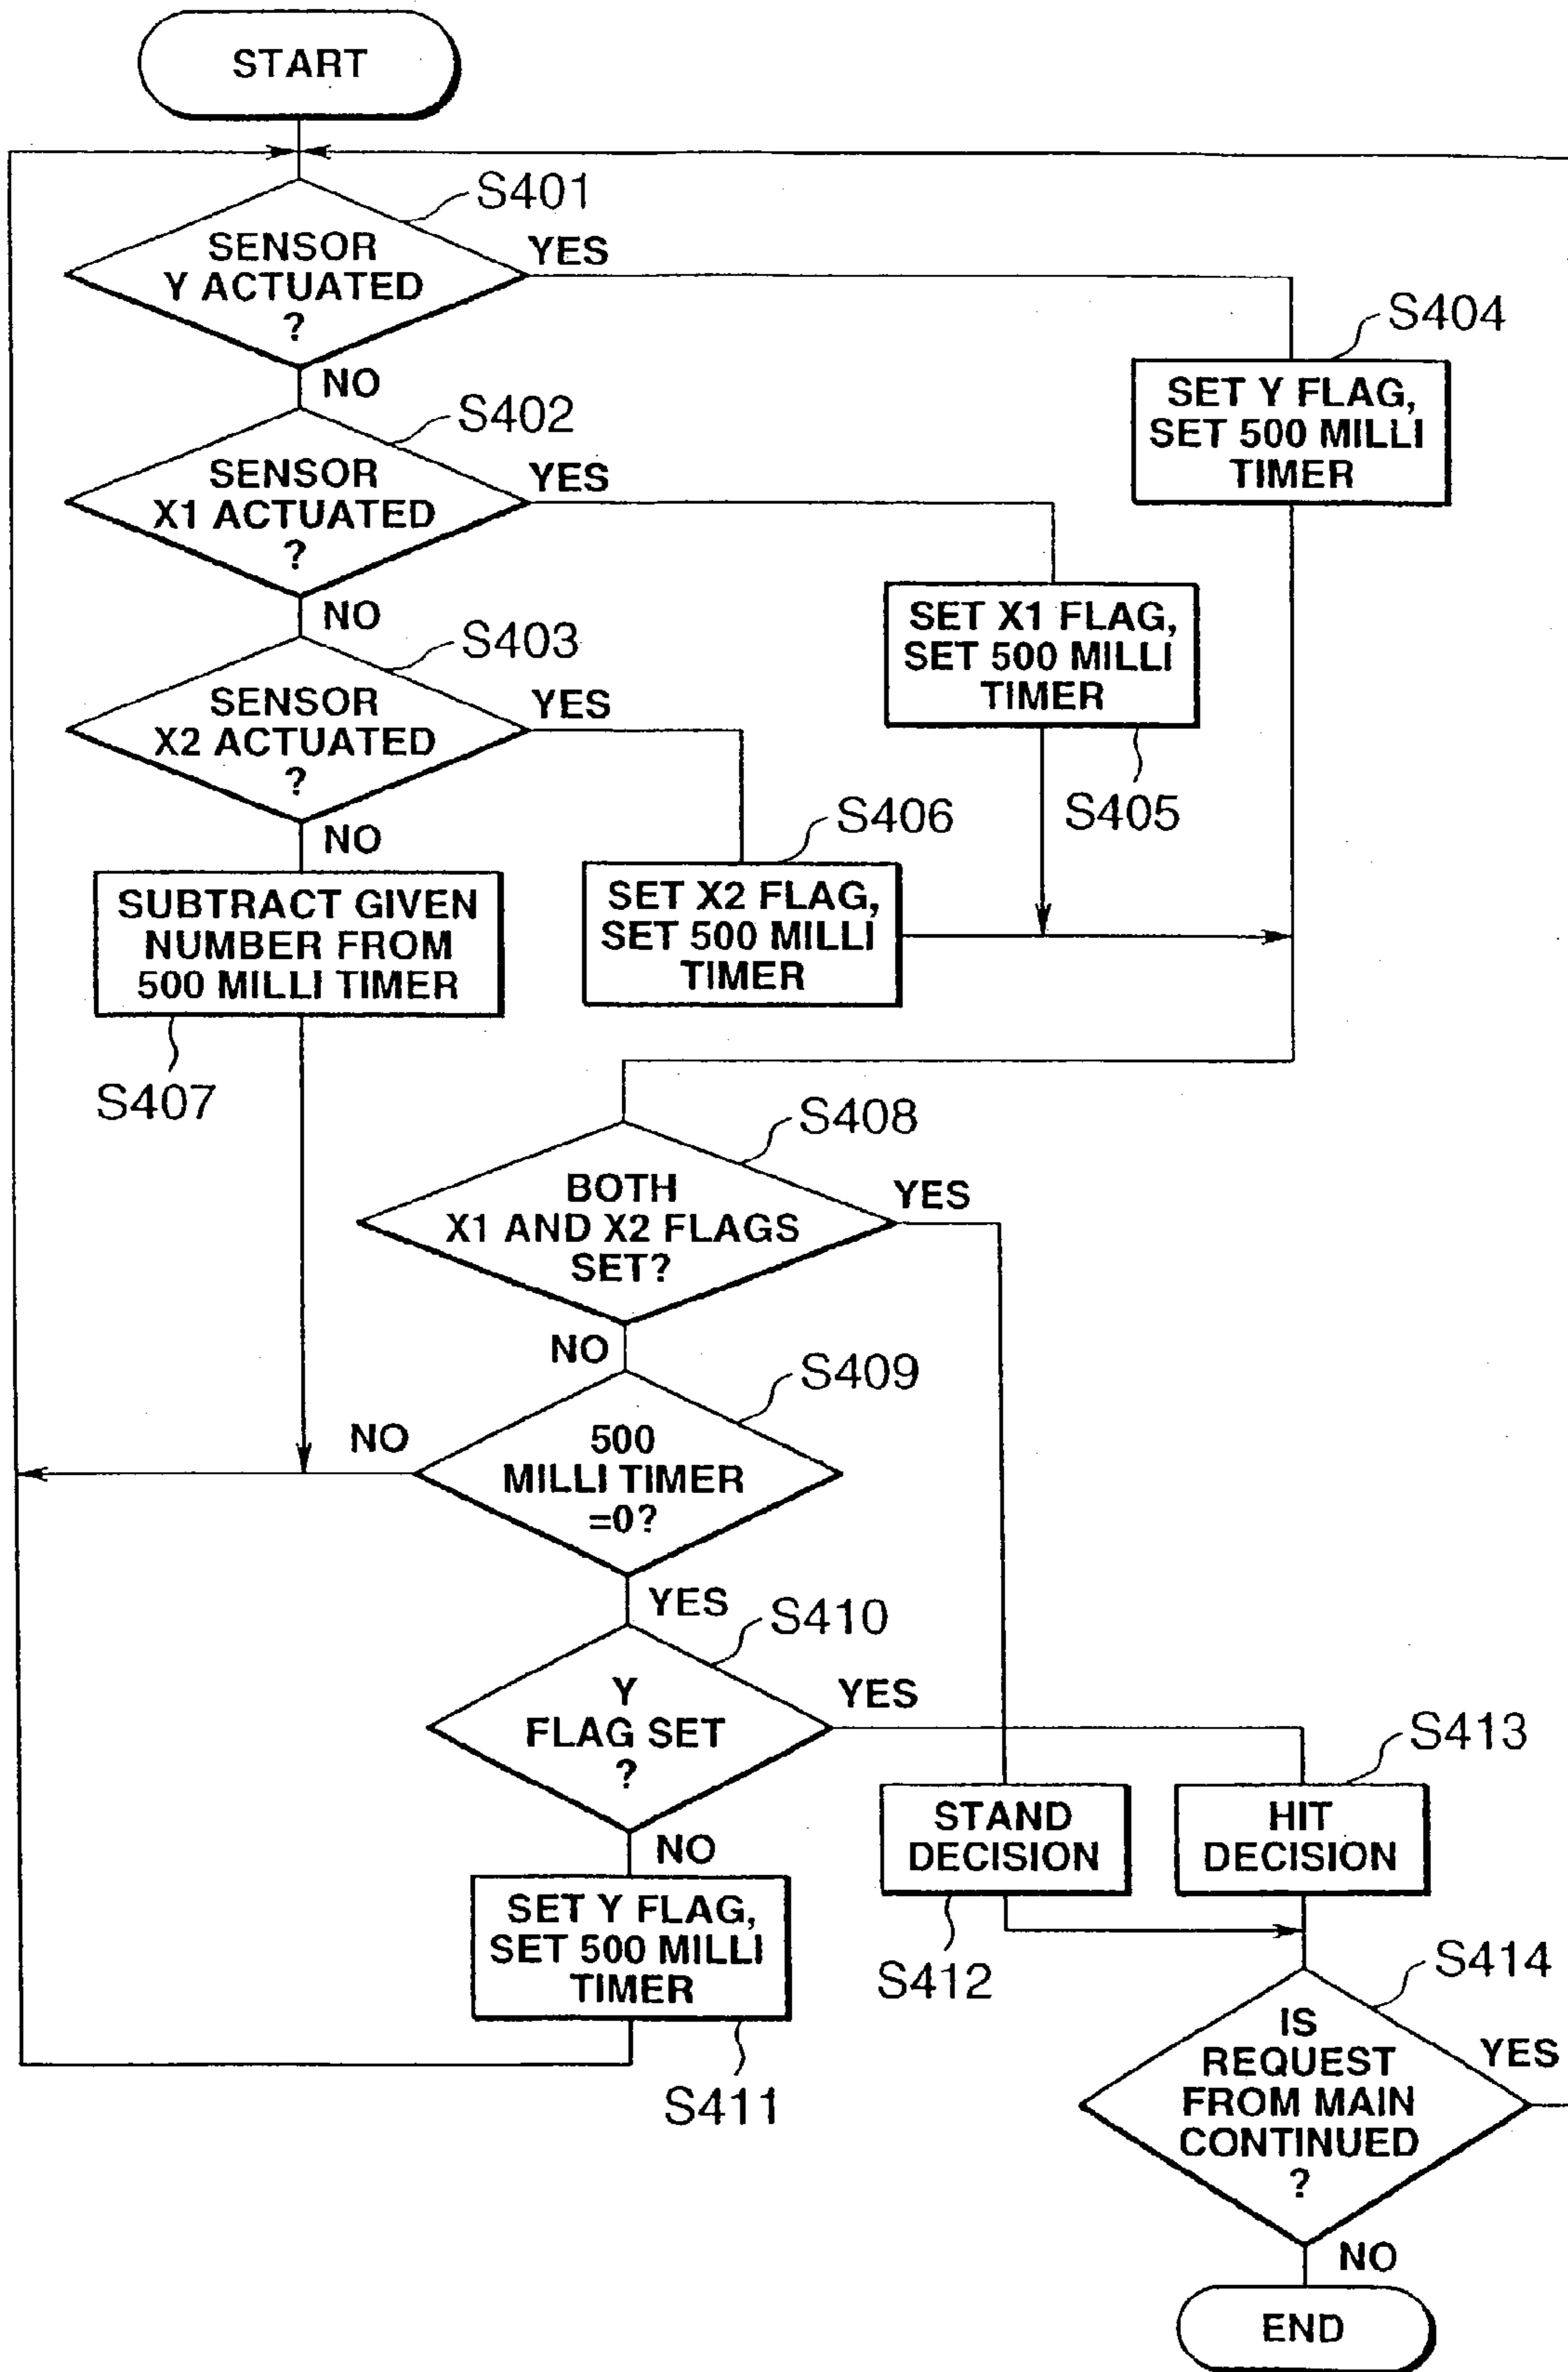 START
S401
SENSOR
Y ACTUATED
?
YES
NO
S404
SET Y FLAG,
SET 500 MILLI
TIMER
S402
SENSOR
X1 ACTUATED
?
YES
NO
SET X1 FLAG,
SET 500 MILLI
TIMER
S405
S403
SENSOR
X2 ACTUATED
?
YES
NO
S406
SET X2 FLAG,
SET 500 MILLI
TIMER
SUBTRACT GIVEN
NUMBER FROM
500 MILLI TIMER
S407
S408
BOTH
X1 AND X2 FLAGS
SET?
YES
NO
S409
500
MILLI TIMER
=0?
NO
YES
S410
Y
FLAG SET
?
YES
NO
S413
STAND
DECISION
HIT
DECISION
SET Y FLAG,
SET 500 MILLI
TIMER
S411
S412
S414
IS
REQUEST
FROM MAIN
CONTINUED
?
YES
NO
END